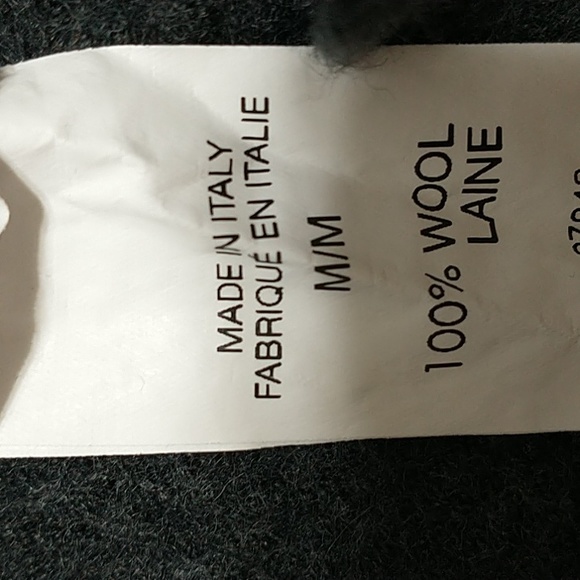 MADE IN ITALY
FABRIQUÉ EN ITALIE
M/M
100% WOOL
LAINE